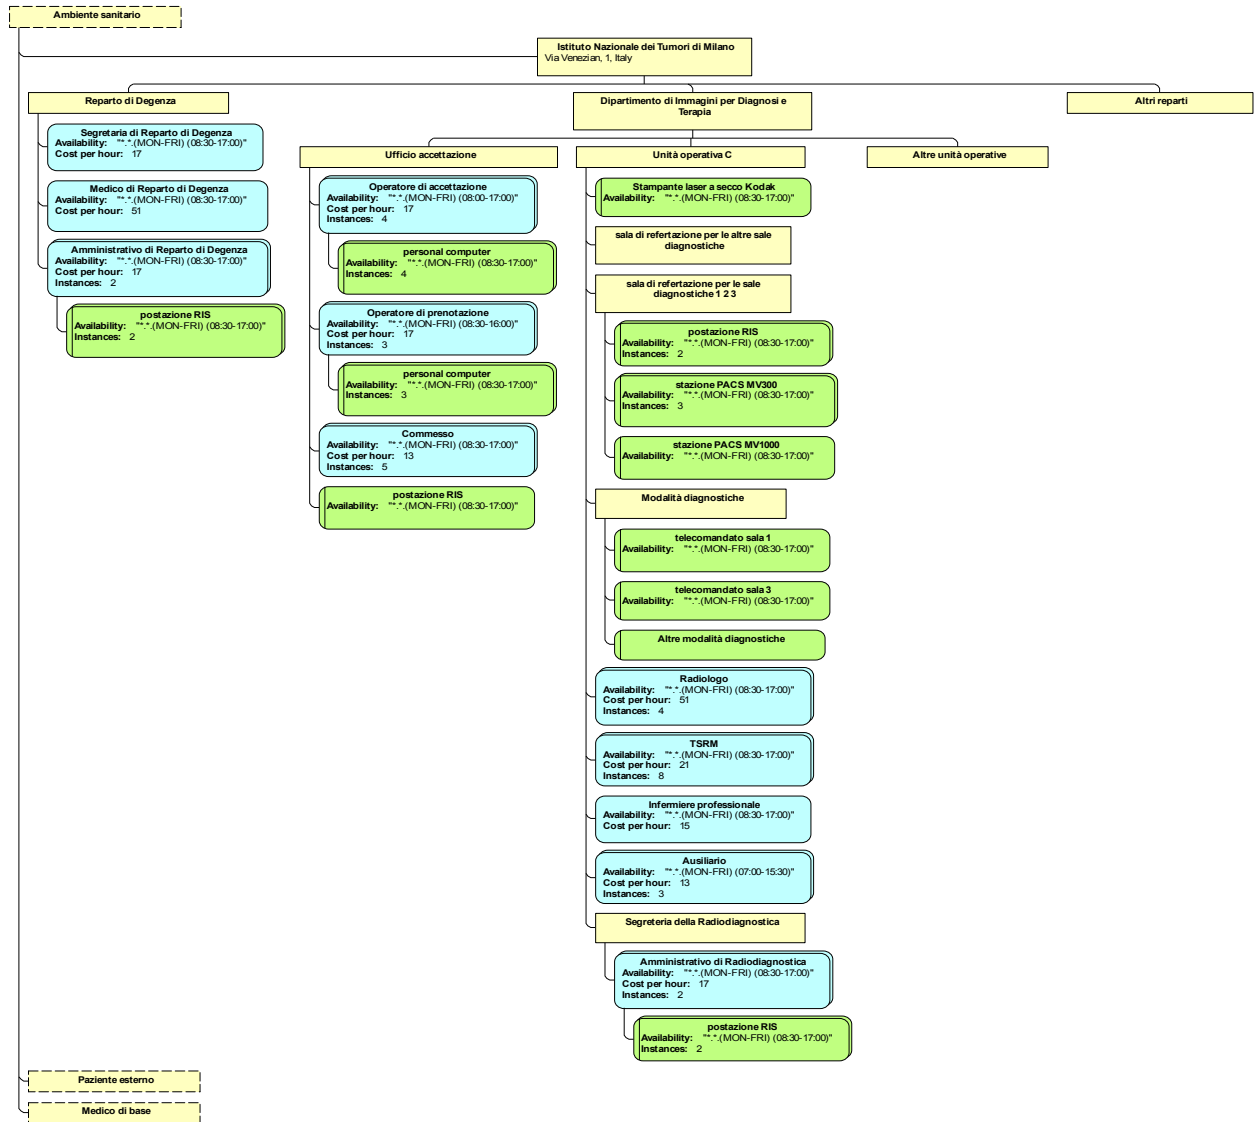 Ambiente sanitario
Istituto Nazionale dei Tumori di Milano
Via Venezian, 1, Italy
Reparto di Degenza
Segretaria di Reparto di Degenza
Availability: "*.*.(MON-FRI) (08:30-17:00)"
Cost per hour: 17
Medico di Reparto di Degenza
Availability: "*.*.(MON-FRI) (08:30-17:00)"
Cost per hour: 51
Amministrativo di Reparto di Degenza
Availability: "*.*.(MON-FRI) (08:30-17:00)"
Cost per hour: 17
Instances: 2
postazione RIS
Availability: "*.*.(MON-FRI) (08:30-17:00)"
Instances: 2
Dipartimento di Immagini per Diagnosi e
Terapia
Ufficio accettazione
Operatore di accettazione
Availability: "*.*.(MON-FRI) (08:00-17:00)"
Cost per hour: 17
Instances: 4
personal computer
Availability: "*.*.(MON-FRI) (08:30-17:00)"
Instances: 4
Operatore di prenotazione
Availability: "*.*.(MON-FRI) (08:30-16:00)"
Cost per hour: 17
Instances: 3
personal computer
Availability: "*.*.(MON-FRI) (08:30-17:00)"
Instances: 3
Commesso
Availability: "*.*.(MON-FRI) (08:30-17:00)"
Cost per hour: 13
Instances: 5
postazione RIS
Availability: "*.*.(MON-FRI) (08:30-17:00)"
Unità operativa C
Stampante laser a secco Kodak
Availability: "*.*.(MON-FRI) (08:30-17:00)"
sala di refertazione per le altre sale
diagnostiche
sala di refertazione per le sale
diagnostiche 1 2 3
postazione RIS
Availability: "*.*.(MON-FRI) (08:30-17:00)"
Instances: 2
stazione PACS MV300
Availability: "*.*.(MON-FRI) (08:30-17:00)"
Instances: 3
stazione PACS MV1000
Availability: "*.*.(MON-FRI) (08:30-17:00)"
Modalità diagnostiche
telecomandato sala 1
Availability: "*.*.(MON-FRI) (08:30-17:00)"
telecomandato sala 3
Availability: "*.*.(MON-FRI) (08:30-17:00)"
Altre modalità diagnostiche
Radiologo
Availability: "*.*.(MON-FRI) (08:30-17:00)"
Cost per hour: 51
Instances: 4
TSRM
Availability: "*.*.(MON-FRI) (08:30-17:00)"
Cost per hour: 21
Instances: 8
Infermiere professionale
Availability: "*.*.(MON-FRI) (08:30-17:00)"
Cost per hour: 15
Ausiliario
Availability: "*.*.(MON-FRI) (07:00-15:30)"
Cost per hour: 13
Instances: 3
Segreteria della Radiodiagnostica
Amministrativo di Radiodiagnostica
Availability: "*.*.(MON-FRI) (08:30-17:00)"
Cost per hour: 17
Instances: 2
postazione RIS
Availability: "*.*.(MON-FRI) (08:30-17:00)"
Instances: 2
Altre unità operative
Altri reparti
Paziente esterno
Medico di base